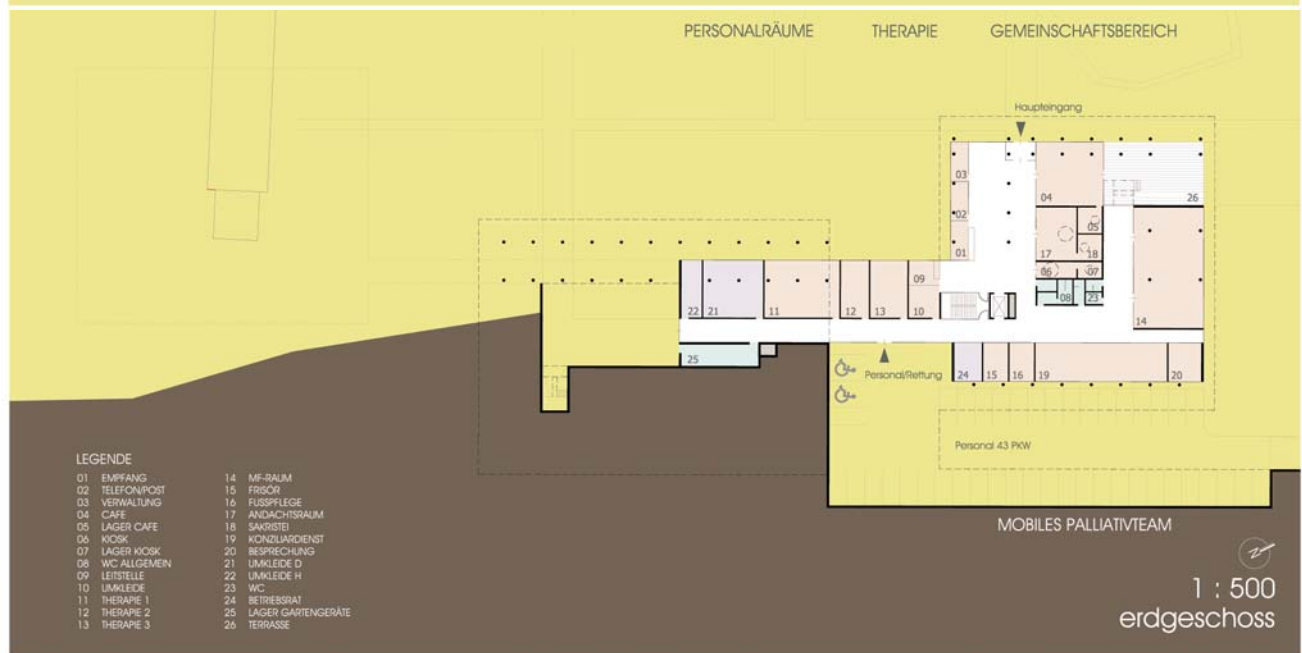 PERSONALRÄUME THERAPIE GEMEINSCHAFTSBEREICH
Haupteingang
03
04
02
26
05
17
18
01
06
07
09
08
23
22
21
11
12
13
10
14
25
Personal/Rettung
24
15
16
19
20
Personal 43 PKW
MOBILES PALLIATIVTEAM
LEGENDE
01 EMPFANG
02 TELEFON/POST
03 VERWALTUNG
04 CAFE
05 LAGER CAFE
06 KIOSK
07 LAGER KIOSK
08 WC ALLGEMEIN
09 LEITSTELLE
10 UMKLEIDE
11 THERAPIE 1
12 THERAPIE 2
13 THERAPIE 3
14 MF-RAUM
15 FRISÖR
16 FUSSPFLEGE
17 ANDACHTSRAUM
18 SAKRISTEI
19 KONZILIARDIENST
20 BESPRECHUNG
21 UMKLEIDE D
22 UMKLEIDE H
23 WC
24 BETRIEBSRAT
25 LAGER GARTENGERÄTE
26 TERRASSE
1 : 500
erdgeschoss